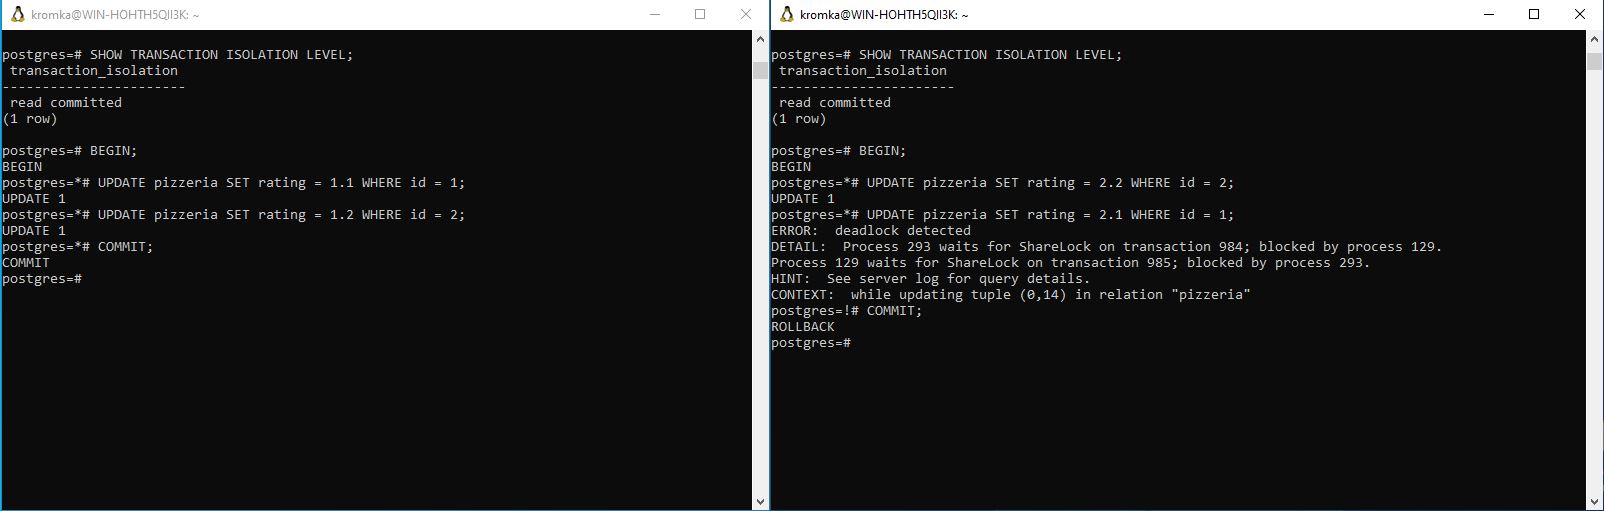 kromka@WIN-HOHTH5QII3K: ~
postgres=# SHOW TRANSACTION ISOLATION LEVEL;
transaction_isolation
-----------------------
read committed
(1 row)
postgres=# BEGIN;
BEGIN
postgres=*# UPDATE pizzeria SET rating = 1.1 WHERE id = 1;
UPDATE 1
postgres=*# UPDATE pizzeria SET rating = 1.2 WHERE id = 2;
UPDATE 1
postgres=*# COMMIT;
COMMIT
postgres=#
kromka@WIN-HOHTH5QII3K: ~
postgres=# SHOW TRANSACTION ISOLATION LEVEL;
transaction_isolation
-----------------------
read committed
(1 row)
postgres=# BEGIN;
BEGIN
postgres=*# UPDATE pizzeria SET rating = 2.2 WHERE id = 2;
UPDATE 1
postgres=*# UPDATE pizzeria SET rating = 2.1 WHERE id = 1;
ERROR:  deadlock detected
DETAIL:  Process 293 waits for ShareLock on transaction 984; blocked by process 129.
Process 129 waits for ShareLock on transaction 985; blocked by process 293.
HINT:  See server log for query details.
CONTEXT:  while updating tuple (0,14) in relation "pizzeria"
postgres=!# COMMIT;
ROLLBACK
postgres=#